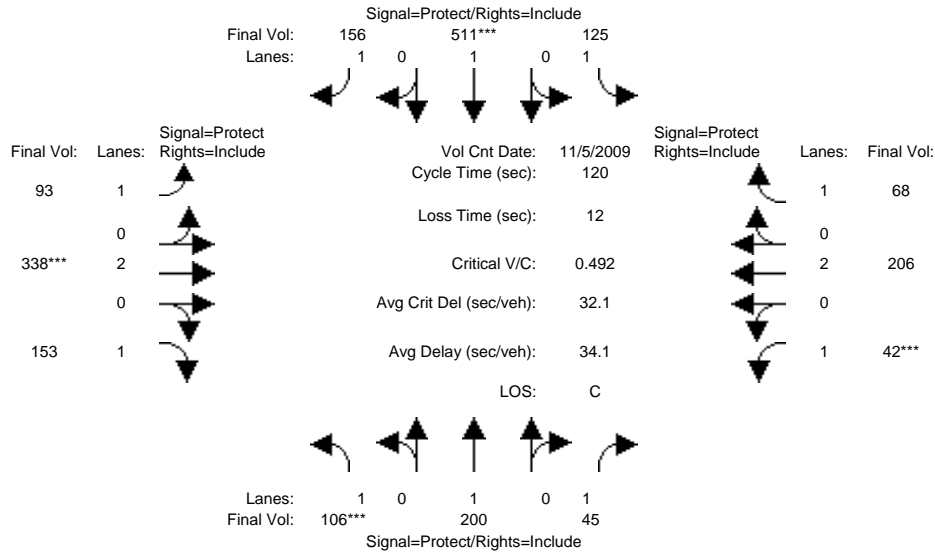 Signal=Protect/Rights=Include
Final Vol: 156 511*** 125
Lanes: 1 0 1 0 1
Signal=Protect Signal=Protect
Final Vol: Lanes: Rights=Include Vol Cnt Date: 11/5/2009 Rights=Include Lanes: Final Vol:
Cycle Time (sec): 120
93 1 1 68
Loss Time (sec): 12
0 0
338*** 2 Critical V/C: 0.492 2 206
0 Avg Crit Del (sec/veh): 32.1 0
153 1 Avg Delay (sec/veh): 34.1 1 42***
LOS: C
Lanes: 1 0 1 0 1
Final Vol: 106*** 200 45
Signal=Protect/Rights=Include